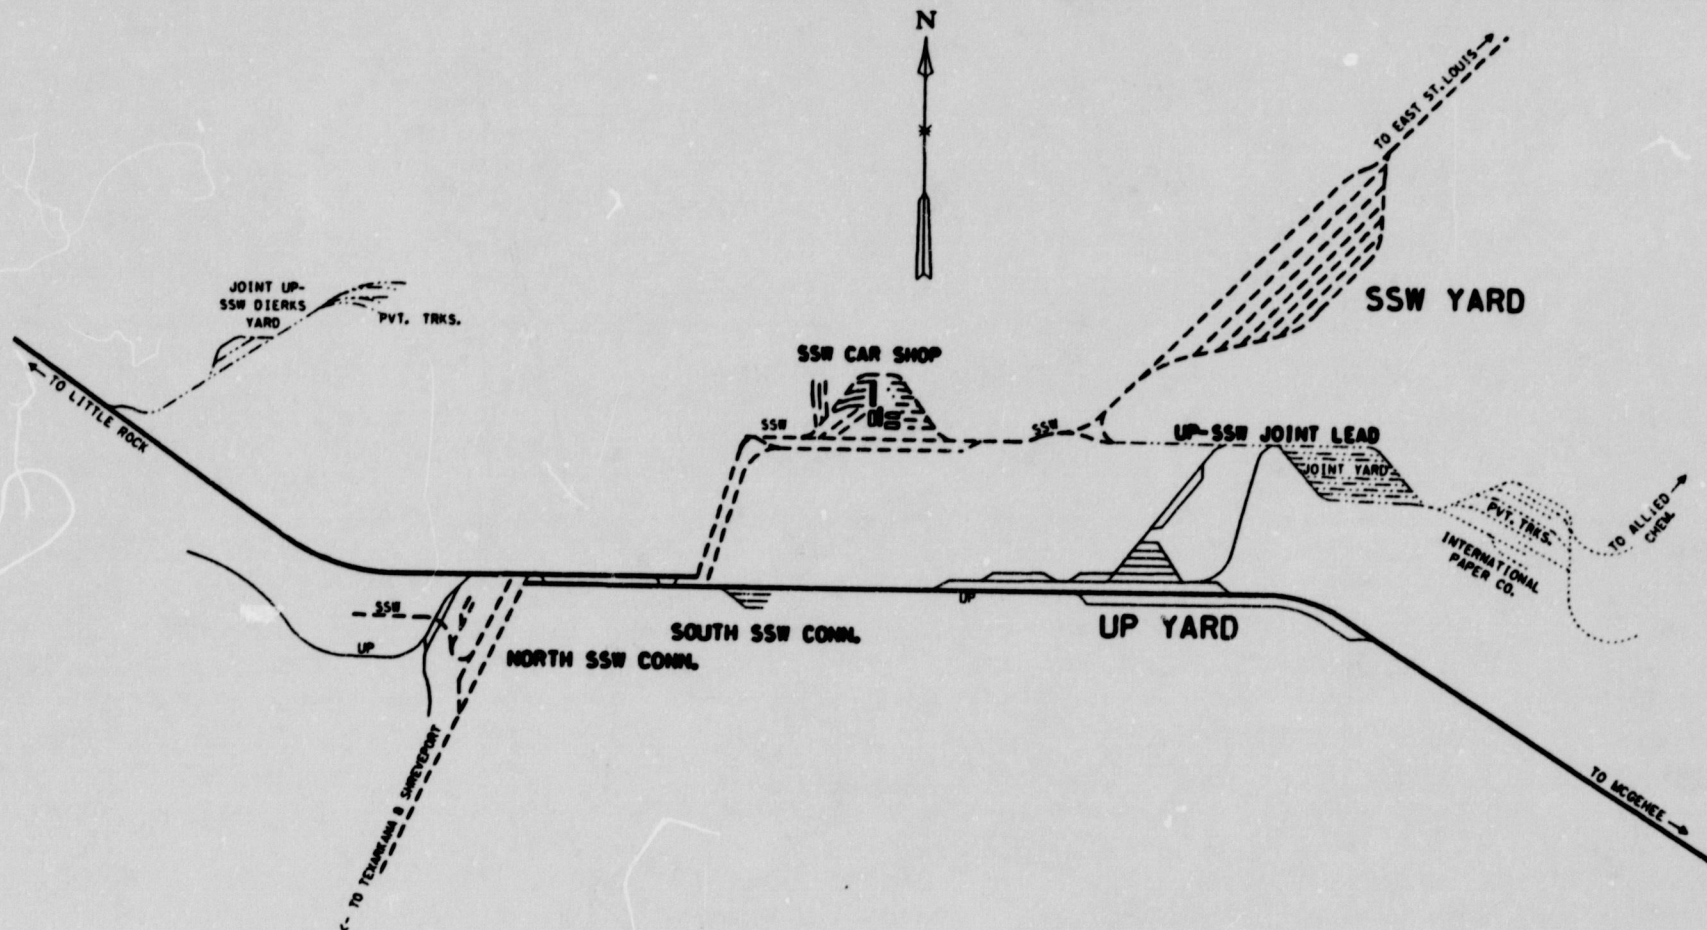 N
TO EAST ST. LOUIS
JOINT UP-
SSW DIERKS
YARD
PVT. TRKS.
SSW YARD
SSW CAR SHOP
TO LITTLE ROCK
SSW
SSW
UP-SSW JOINT LEAD
JOINT YARD
PVT. TRKS.
TO ALLIED
CHEM.
INTERNATIONAL
PAPER CO.
SSW
UP
UP
SOUTH SSW CONN.
UP YARD
NORTH SSW CONN.
TO TEXARKANA & SHREVEPORT
TO MCGEHEE